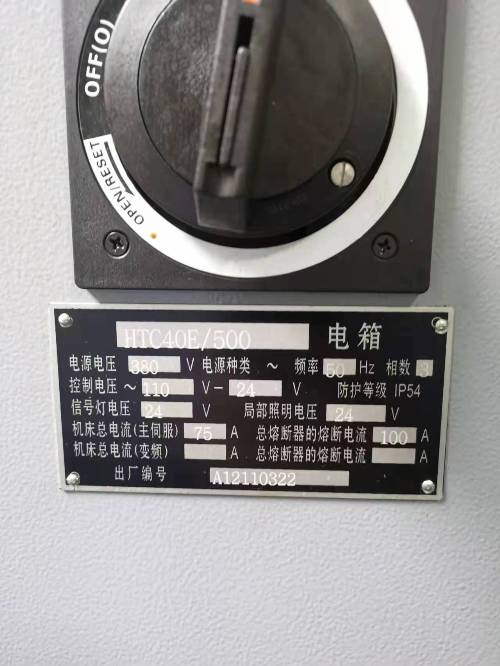 OFF(O)
OPEN/RESET
HTC40E/500 电箱
电源电压 380 V 电源种类 ~ 频率 50 Hz 相数 3
控制电压~ 110 V— 24 V 防护等级 IP54
信号灯电压 24 V 局部照明电压 24 V
机床总电流(主伺服) 75 A 总熔断器的熔断电流 100 A
机床总电流(变频) A 总熔断器的熔断电流 A
出厂编号 A12110322